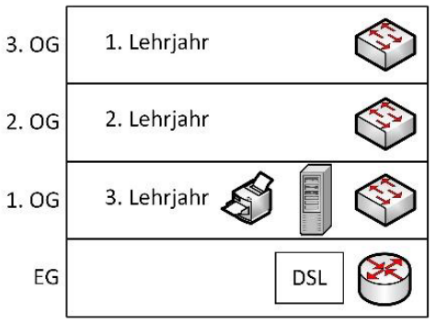 3. OG 1. Lehrjahr
2. OG 2. Lehrjahr
1. OG 3. Lehrjahr
EG DSL